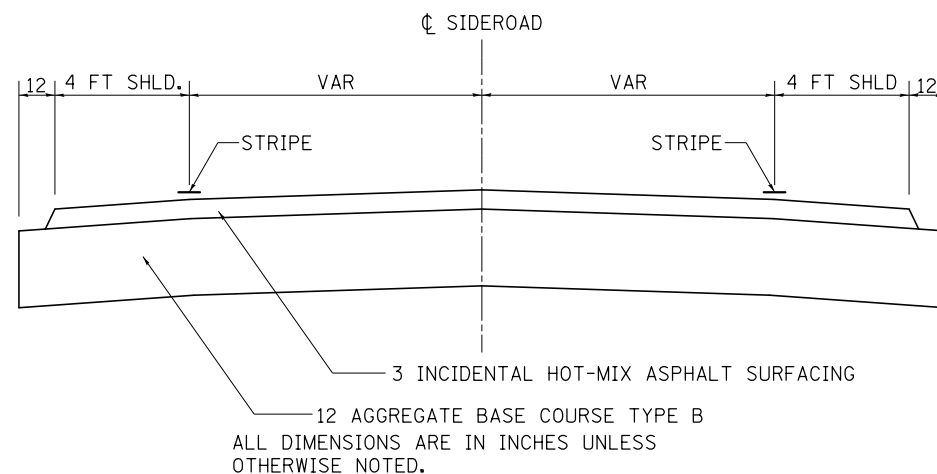 ℄ SIDEROAD
12 4 FT SHLD. VAR VAR 4 FT SHLD 12
STRIPE STRIPE
3 INCIDENTAL HOT-MIX ASPHALT SURFACING
12 AGGREGATE BASE COURSE TYPE B
ALL DIMENSIONS ARE IN INCHES UNLESS
OTHERWISE NOTED.